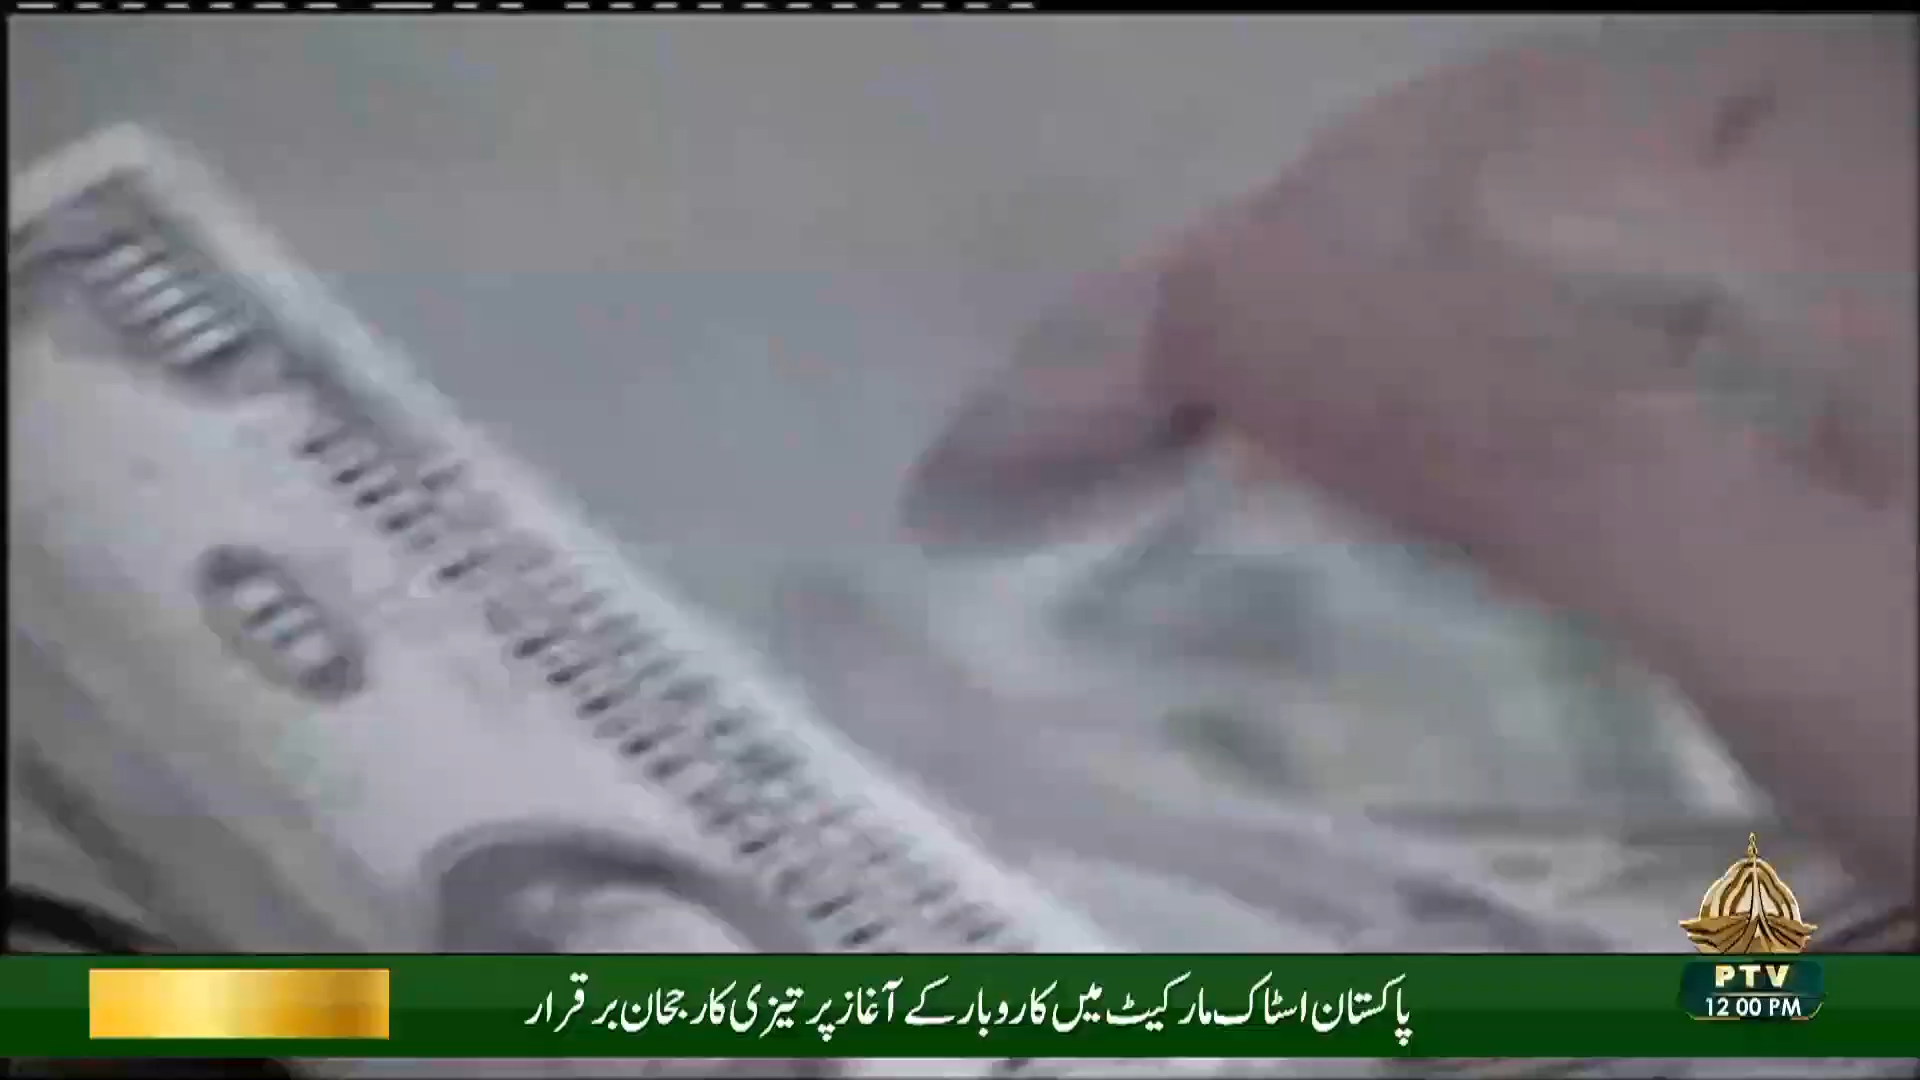 پاکستان اسٹاک مارکیٹ میں کاروبار کے آغاز پر تیزی کا رجحان برقرار
PTV
12 00 PM